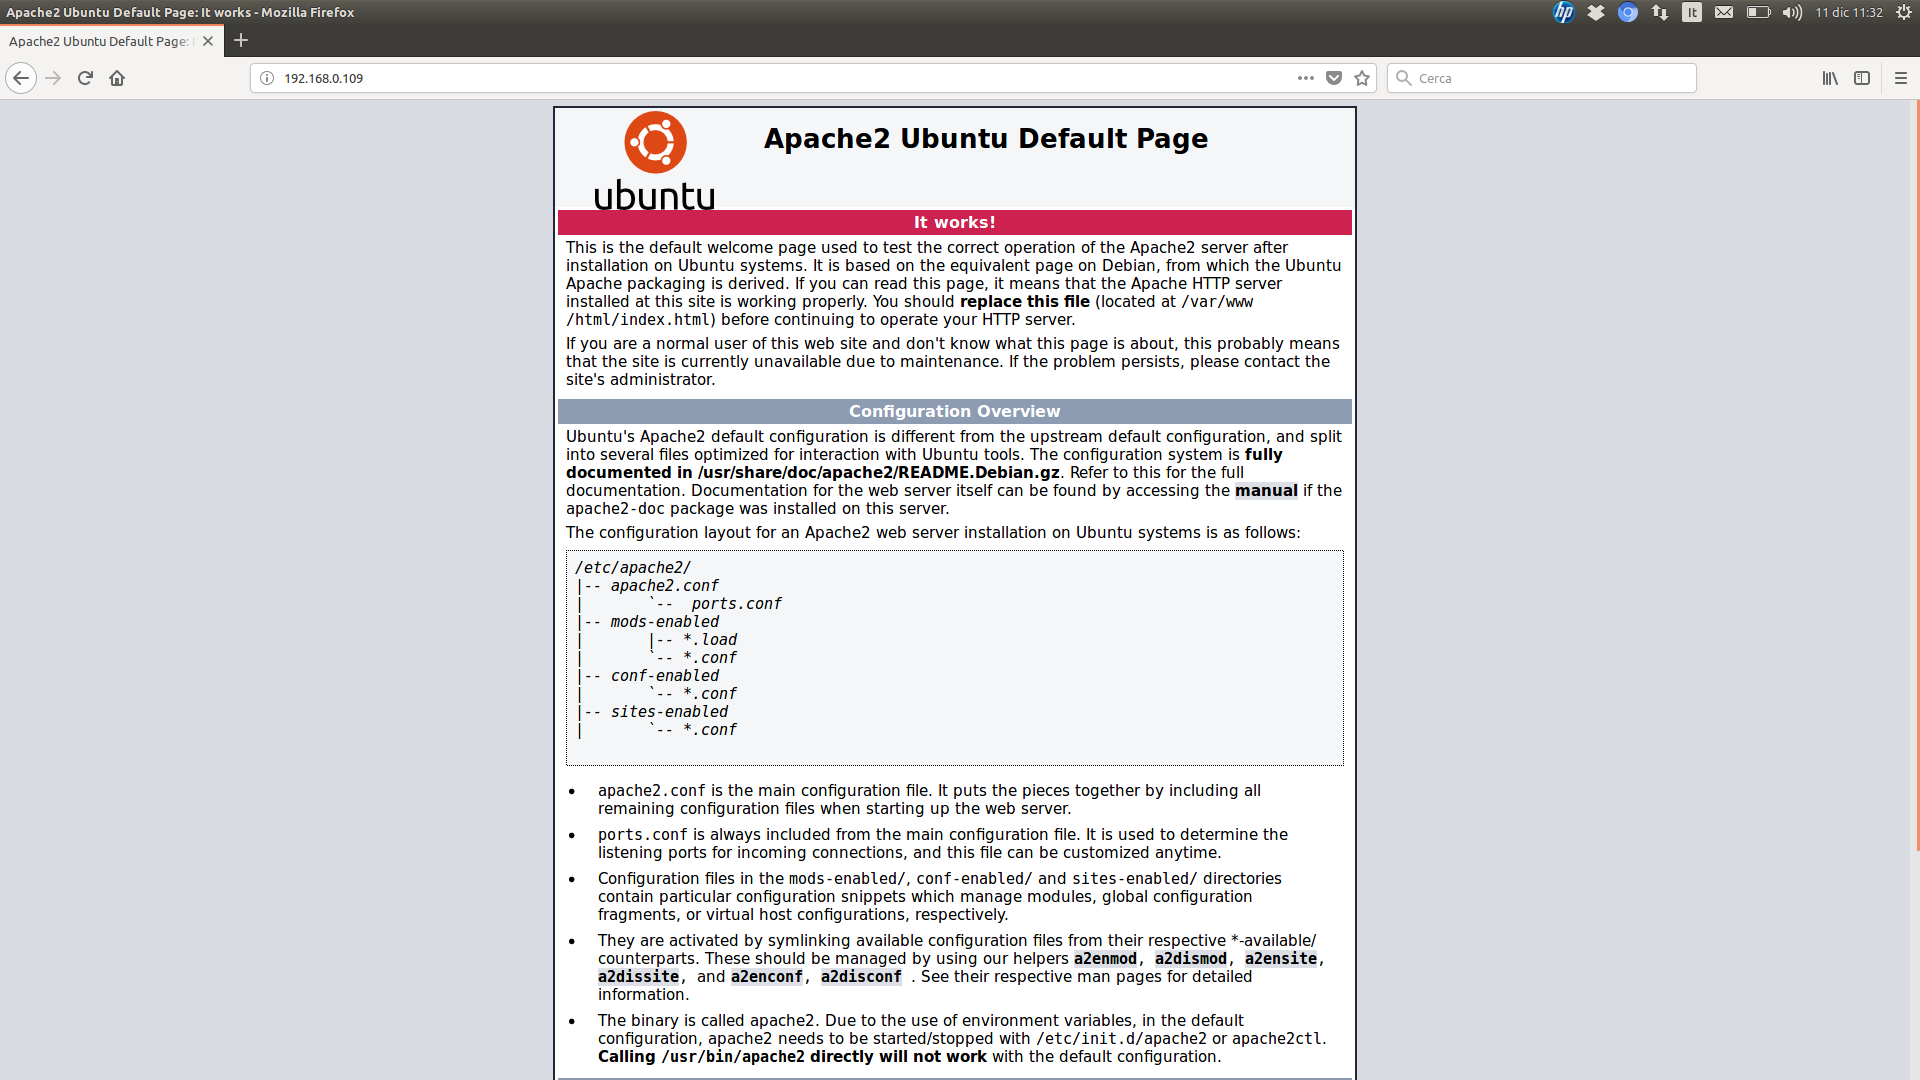 Apache2 Ubuntu Default Page: It works - Mozilla Firefox
hp
It
11 dic 11:32
Apache2 Ubuntu Default Page:
192.168.0.109
Cerca
ubuntu
Apache2 Ubuntu Default Page
It works!
This is the default welcome page used to test the correct operation of the Apache2 server after
installation on Ubuntu systems. It is based on the equivalent page on Debian, from which the Ubuntu
Apache packaging is derived. If you can read this page, it means that the Apache HTTP server
installed at this site is working properly. You should replace this file (located at /var/www
/html/index.html) before continuing to operate your HTTP server.
If you are a normal user of this web site and don't know what this page is about, this probably means
that the site is currently unavailable due to maintenance. If the problem persists, please contact the
site's administrator.
Configuration Overview
Ubuntu's Apache2 default configuration is different from the upstream default configuration, and split
into several files optimized for interaction with Ubuntu tools. The configuration system is fully
documented in /usr/share/doc/apache2/README.Debian.gz. Refer to this for the full
documentation. Documentation for the web server itself can be found by accessing the manual if the
apache2-doc package was installed on this server.
The configuration layout for an Apache2 web server installation on Ubuntu systems is as follows:
/etc/apache2/
|-- apache2.conf
|       `--  ports.conf
|-- mods-enabled
|       |-- *.load
|       `-- *.conf
|-- conf-enabled
|       `-- *.conf
|-- sites-enabled
|       `-- *.conf
• apache2.conf is the main configuration file. It puts the pieces together by including all
remaining configuration files when starting up the web server.
• ports.conf is always included from the main configuration file. It is used to determine the
listening ports for incoming connections, and this file can be customized anytime.
• Configuration files in the mods-enabled/, conf-enabled/ and sites-enabled/ directories
contain particular configuration snippets which manage modules, global configuration
fragments, or virtual host configurations, respectively.
• They are activated by symlinking available configuration files from their respective *-available/
counterparts. These should be managed by using our helpers a2enmod, a2dismod, a2ensite,
a2dissite, and a2enconf, a2disconf . See their respective man pages for detailed
information.
• The binary is called apache2. Due to the use of environment variables, in the default
configuration, apache2 needs to be started/stopped with /etc/init.d/apache2 or apache2ctl.
Calling /usr/bin/apache2 directly will not work with the default configuration.